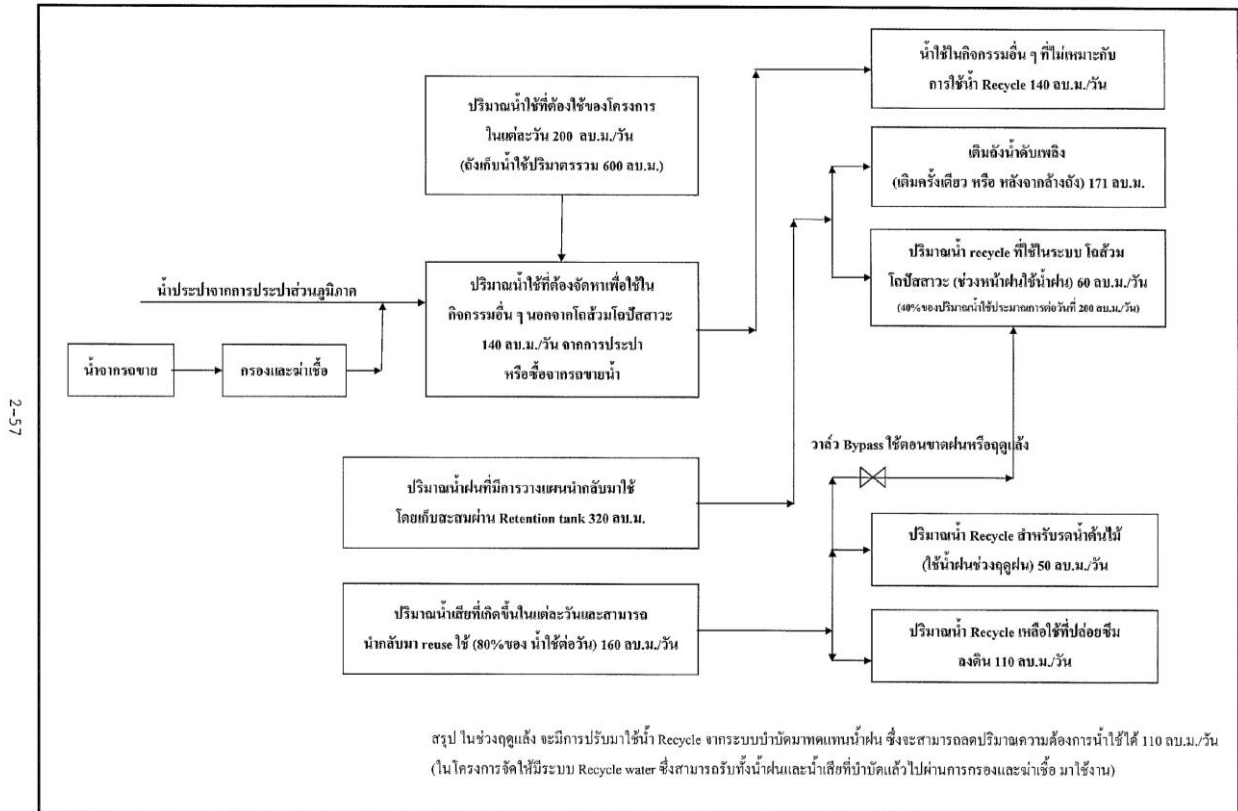 น้ำใช้ในกิจกรรมอื่น ๆ ที่ไม่เหมาะกับ
การใช้น้ำ Recycle 140 ลบ.ม./วัน
ปริมาณน้ำใช้ที่ต้องใช้ของโครงการ
ในแต่ละวัน 200 ลบ.ม./วัน
(ถังเก็บน้ำใช้ปริมาตรรวม 600 ลบ.ม.)
เติมถังน้ำดับเพลิง
(เติมครั้งเดียว หรือ หลังจากล้างถัง) 171 ลบ.ม.
ปริมาณน้ำ recycle ที่ใช้ในระบบ โถส้วม
โถปัสสาวะ (ช่วงหน้าฝนใช้น้ำฝน) 60 ลบ.ม./วัน
(40%ของปริมาณน้ำใช้ประมาณการต่อวันที่ 200 ลบ.ม./วัน)
น้ำประปาจากการประปาส่วนภูมิภาค
ปริมาณน้ำใช้ที่ต้องจัดหาเพื่อใช้ใน
กิจกรรมอื่น ๆ นอกจากโถส้วมโถปัสสาวะ
140 ลบ.ม./วัน จากการประปา
หรือซื้อจากรถขายน้ำ
น้ำจากรถขาย
กรองและฆ่าเชื้อ
2-57
วาล์ว Bypass ใช้ตอนขาดฝนหรือฤดูแล้ง
ปริมาณน้ำฝนที่มีการวางแผนนำกลับมาใช้
โดยเก็บสะสมผ่าน Retention tank 320 ลบ.ม.
ปริมาณน้ำ Recycle สำหรับรดน้ำต้นไม้
(ใช้น้ำฝนช่วงฤดูฝน) 50 ลบ.ม./วัน
ปริมาณน้ำเสียที่เกิดขึ้นในแต่ละวันและสามารถ
นำกลับมา reuse ใช้ (80%ของ น้ำใช้ต่อวัน) 160 ลบ.ม./วัน
ปริมาณน้ำ Recycle เหลือใช้ที่ปล่อยซึม
ลงดิน 110 ลบ.ม./วัน
สรุป ในช่วงฤดูแล้ง จะมีการปรับมาใช้น้ำ Recycle จากระบบบำบัดมาทดแทนน้ำฝน ซึ่งจะสามารถลดปริมาณความต้องการน้ำใช้ได้ 110 ลบ.ม./วัน
(ในโครงการจัดให้มีระบบ Recycle water ซึ่งสามารถรับทั้งน้ำฝนและน้ำเสียที่บำบัดแล้วไปผ่านการกรองและฆ่าเชื้อ มาใช้งาน)